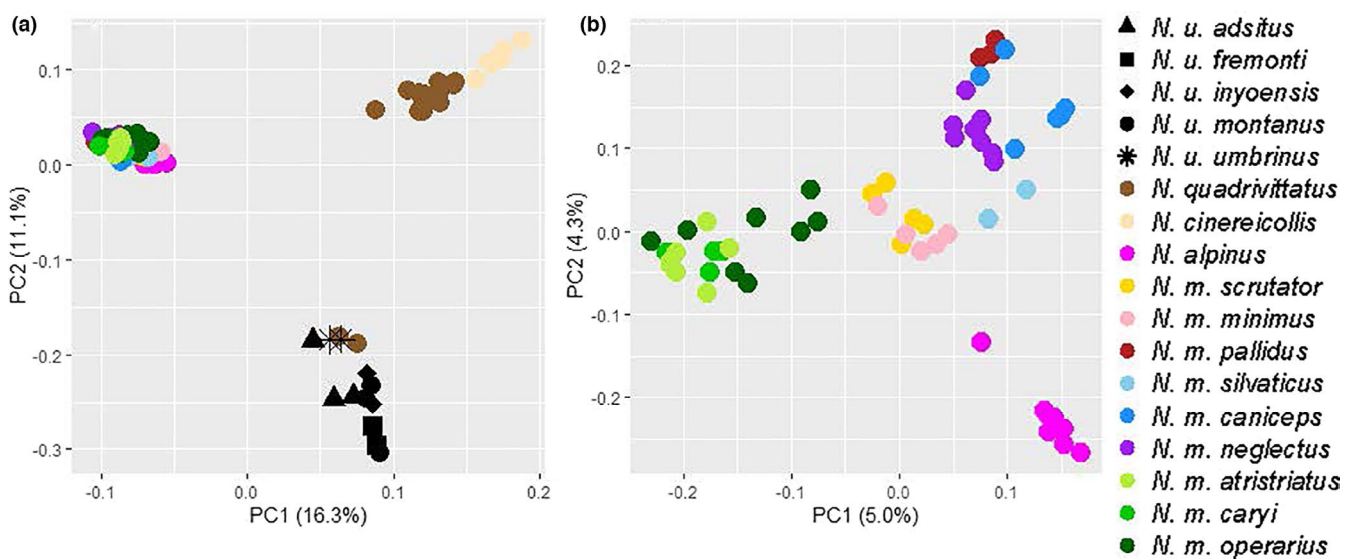 (a)
PC2 (11.1%)
0.1
0.0
-0.1
-0.2
-0.3
-0.1
0.0
0.1
0.2
PC1 (16.3%)
(b)
PC2 (4.3%)
0.2
0.1
0.0
-0.1
-0.2
-0.2
-0.1
0.0
0.1
PC1 (5.0%)
N. u. adsitus
N. u. fremonti
N. u. inyoensis
N. u. montanus
N. u. umbrinus
N. quadrivittatus
N. cinereicollis
N. alpinus
N. m. scrutator
N. m. minimus
N. m. pallidus
N. m. silvaticus
N. m. caniceps
N. m. neglectus
N. m. atristriatus
N. m. caryi
N. m. operarius